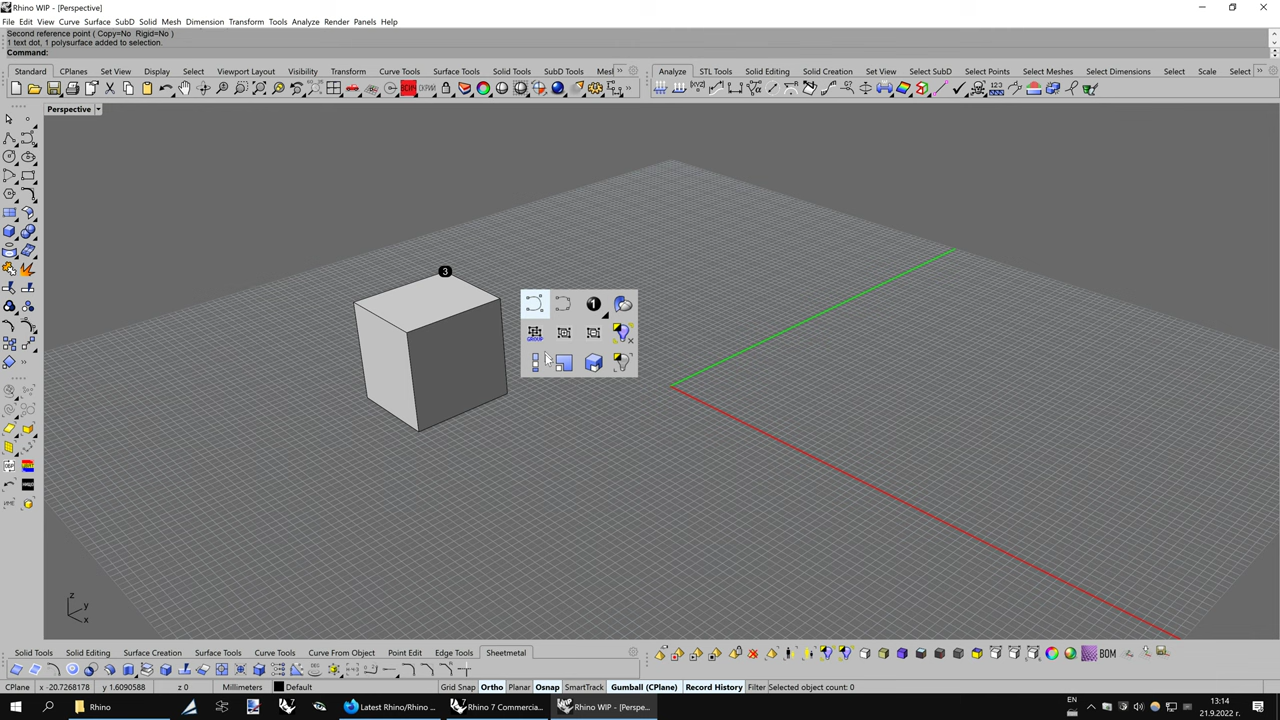 Rhino WIP - [Perspective]
File Edit View Curve Surface SubD Solid Mesh Dimension Transform Tools Analyze Render Panels Help
Second reference point ( Copy=No Rigid=No )
1 text dot, 1 polysurface added to selection.
Command:
Standard CPlanes Set View Display Select Viewport Layout Visibility Transform Curve Tools Surface Tools Solid Tools SubD Tools Mesh
Analyze STL Tools Solid Editing Solid Creation Set View Select SubD Select Points Select Meshes Select Dimensions Select Scale Select
Perspective
3
1
GROUP
z
y
x
Solid Tools Solid Editing Surface Creation Surface Tools Curve Tools Curve From Object Point Edit Edge Tools Sheetmetal
BOM
CPlane x -20.7268178 y 1.6090588 z 0 Millimeters Default Grid Snap Ortho Planar Osnap SmartTrack Gumball (CPlane) Record History Filter Selected object count: 0
Rhino Latest Rhino/Rhino ... Rhino 7 Commercia... Rhino WIP - [Perspe...
EN
13:14
21.9.2022 г.